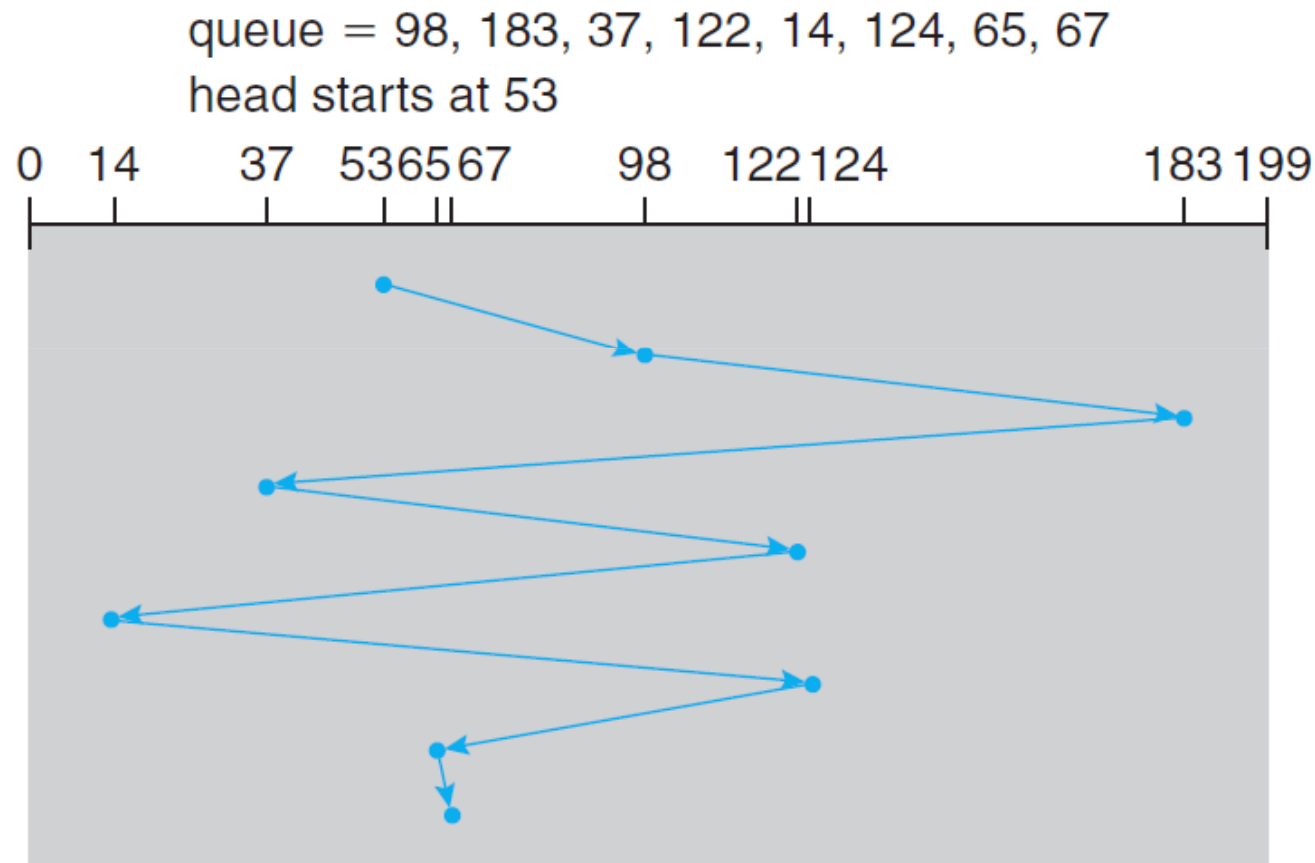 queue = 98, 183, 37, 122, 14, 124, 65, 67
head starts at 53
0 14 37 53 65 67 98 122 124 183 199